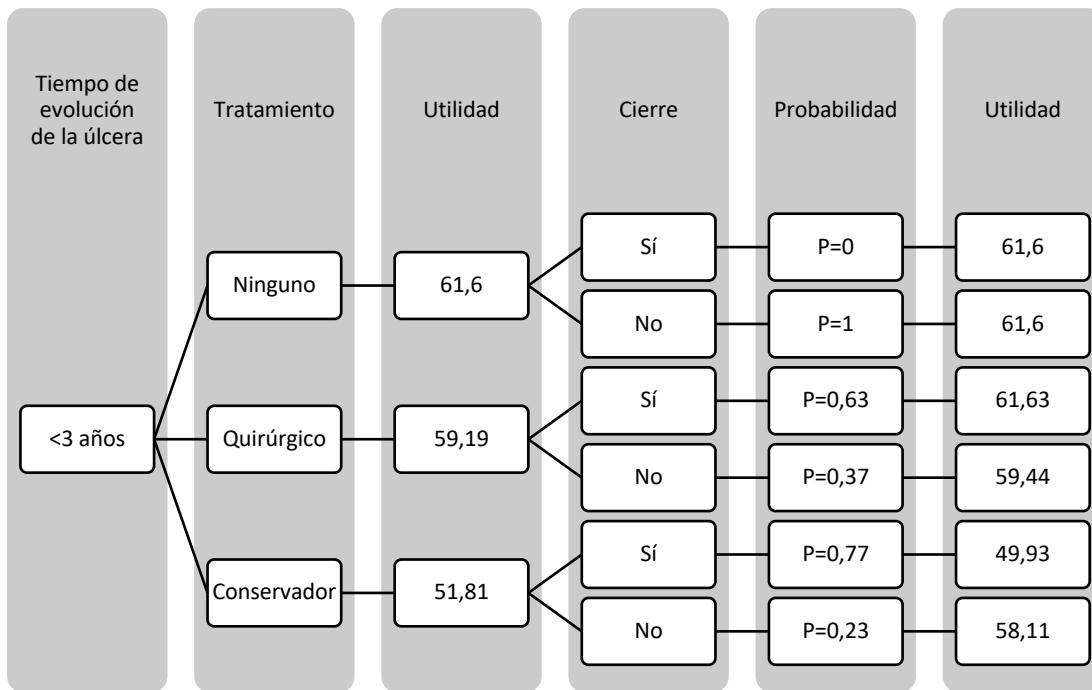 Tiempo de
evolución
de la úlcera
Tratamiento
Utilidad
Cierre
Probabilidad
Utilidad
<3 años
Ninguno
61,6
Sí
P=0
61,6
No
P=1
61,6
Quirúrgico
59,19
Sí
P=0,63
61,63
No
P=0,37
59,44
Conservador
51,81
Sí
P=0,77
49,93
No
P=0,23
58,11